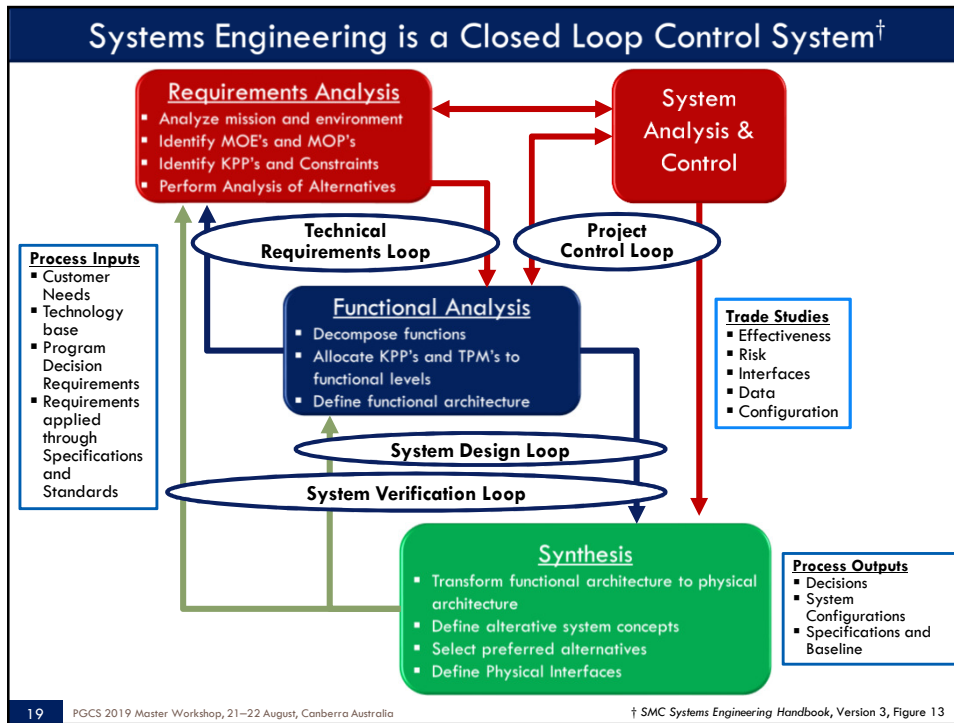 Systems Engineering is a Closed Loop Control System†
Requirements Analysis
▪ Analyze mission and environment
▪ Identify MOE's and MOP's
▪ Identify KPP's and Constraints
▪ Perform Analysis of Alternatives
System
Analysis &
Control
Technical
Requirements Loop
Project
Control Loop
Process Inputs
▪ Customer
Needs
▪ Technology
base
▪ Program
Decision
Requirements
▪ Requirements
applied
through
Specifications
and
Standards
Functional Analysis
▪ Decompose functions
▪ Allocate KPP's and TPM's to
functional levels
▪ Define functional architecture
Trade Studies
▪ Effectiveness
▪ Risk
▪ Interfaces
▪ Data
▪ Configuration
System Design Loop
System Verification Loop
Synthesis
▪ Transform functional architecture to physical
architecture
▪ Define alterative system concepts
▪ Select preferred alternatives
▪ Define Physical Interfaces
Process Outputs
▪ Decisions
▪ System
Configurations
▪ Specifications and
Baseline
19
PGCS 2019 Master Workshop, 21–22 August, Canberra Australia
† SMC Systems Engineering Handbook, Version 3, Figure 13